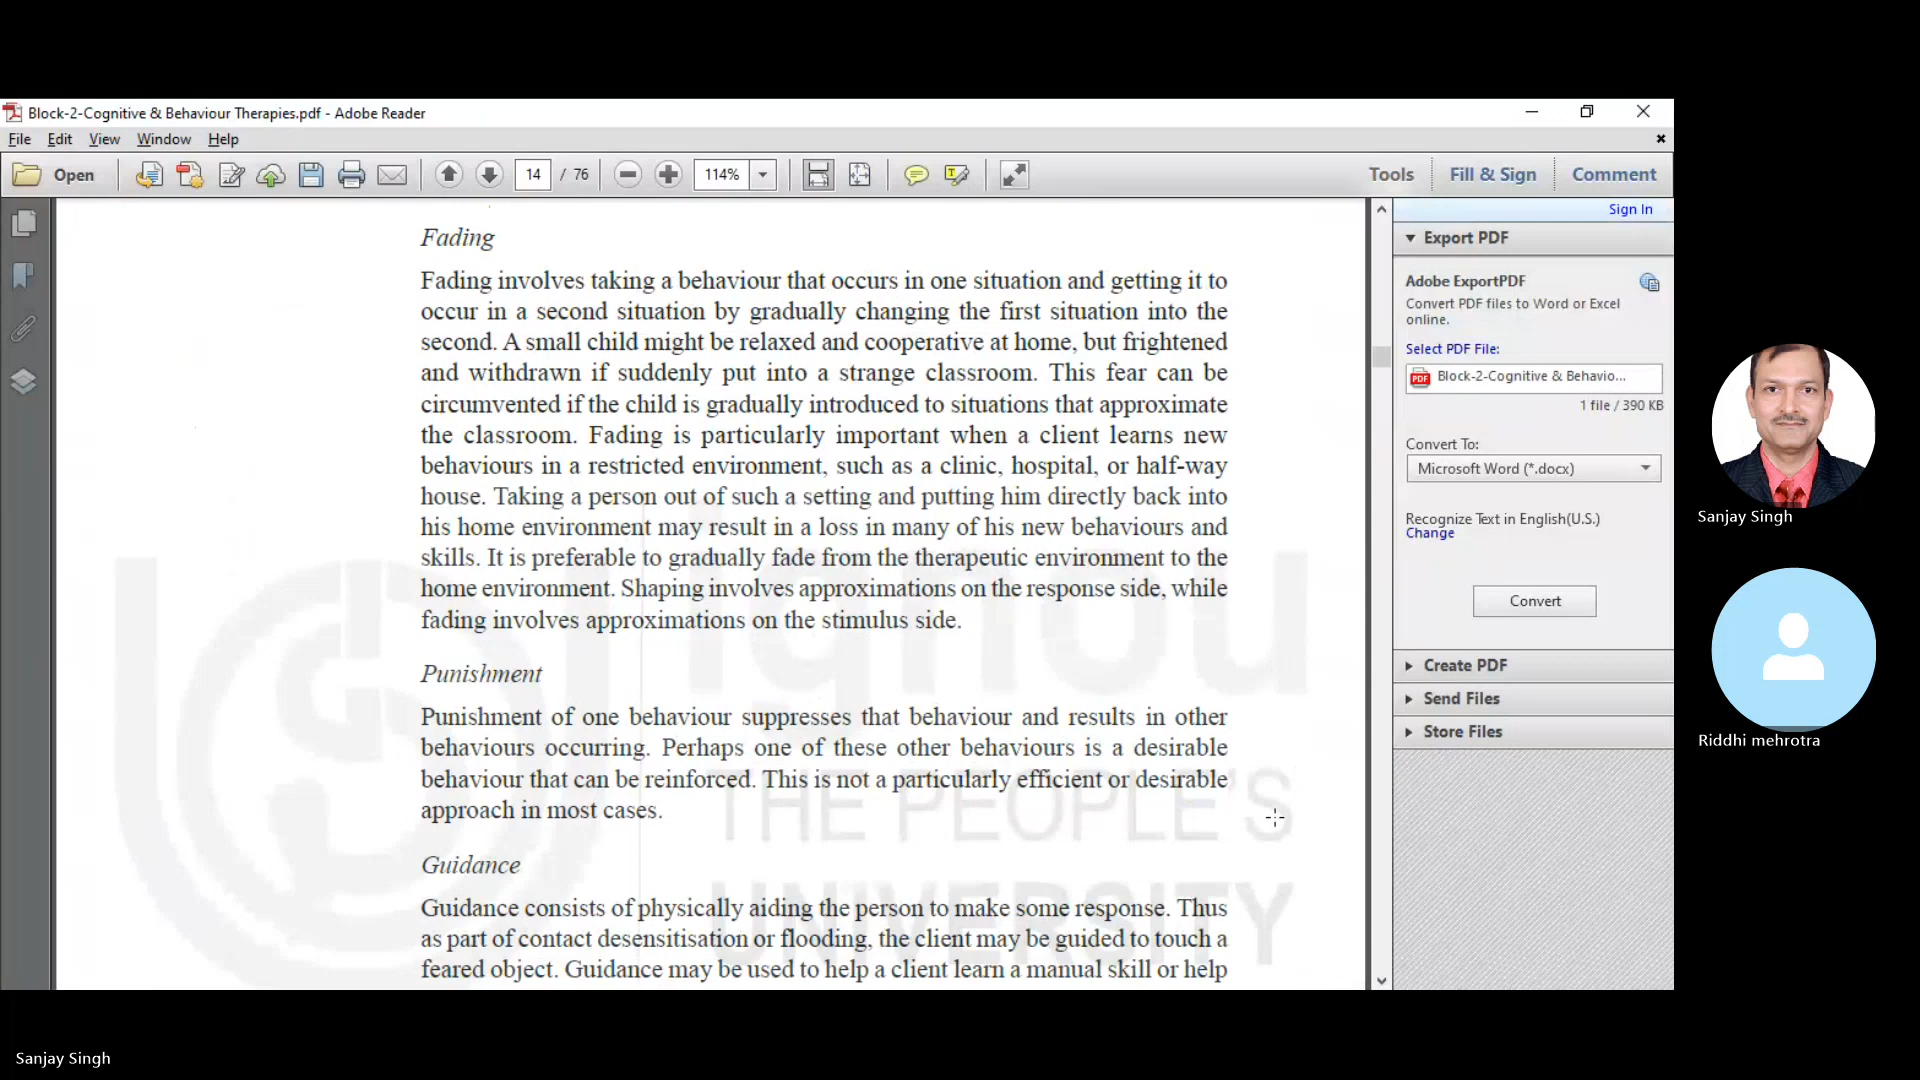 Block-2-Cognitive & Behaviour Therapies.pdf - Adobe Reader
File Edit View Window Help
Open 14 / 76 114% Tools Fill & Sign Comment
Sign In
Export PDF
Adobe ExportPDF
Convert PDF files to Word or Excel
online.
Select PDF File:
Block-2-Cognitive & Behavio...
1 file / 390 KB
Convert To:
Microsoft Word (*.docx)
Recognize Text in English(U.S.)
Change
Convert
Create PDF
Send Files
Store Files
Fading
Fading involves taking a behaviour that occurs in one situation and getting it to
occur in a second situation by gradually changing the first situation into the
second. A small child might be relaxed and cooperative at home, but frightened
and withdrawn if suddenly put into a strange classroom. This fear can be
circumvented if the child is gradually introduced to situations that approximate
the classroom. Fading is particularly important when a client learns new
behaviours in a restricted environment, such as a clinic, hospital, or half-way
house. Taking a person out of such a setting and putting him directly back into
his home environment may result in a loss in many of his new behaviours and
skills. It is preferable to gradually fade from the therapeutic environment to the
home environment. Shaping involves approximations on the response side, while
fading involves approximations on the stimulus side.
Punishment
Punishment of one behaviour suppresses that behaviour and results in other
behaviours occurring. Perhaps one of these other behaviours is a desirable
behaviour that can be reinforced. This is not a particularly efficient or desirable
approach in most cases.
Guidance
Guidance consists of physically aiding the person to make some response. Thus
as part of contact desensitisation or flooding, the client may be guided to touch a
feared object. Guidance may be used to help a client learn a manual skill or help
ignou
THE PEOPLE'S
UNIVERSITY
Sanjay Singh
Riddhi mehrotra
Sanjay Singh